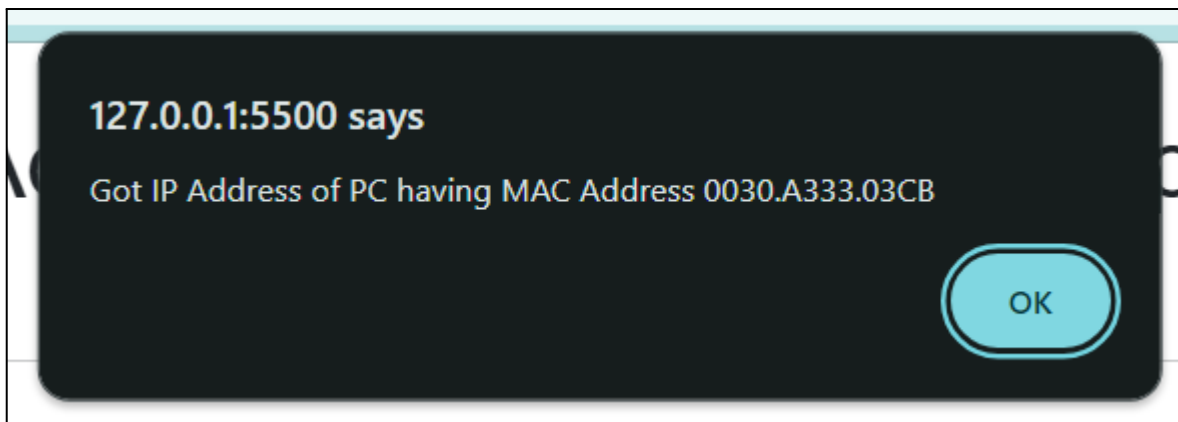 127.0.0.1:5500 says
Got IP Address of PC having MAC Address 0030.A333.03CB
OK